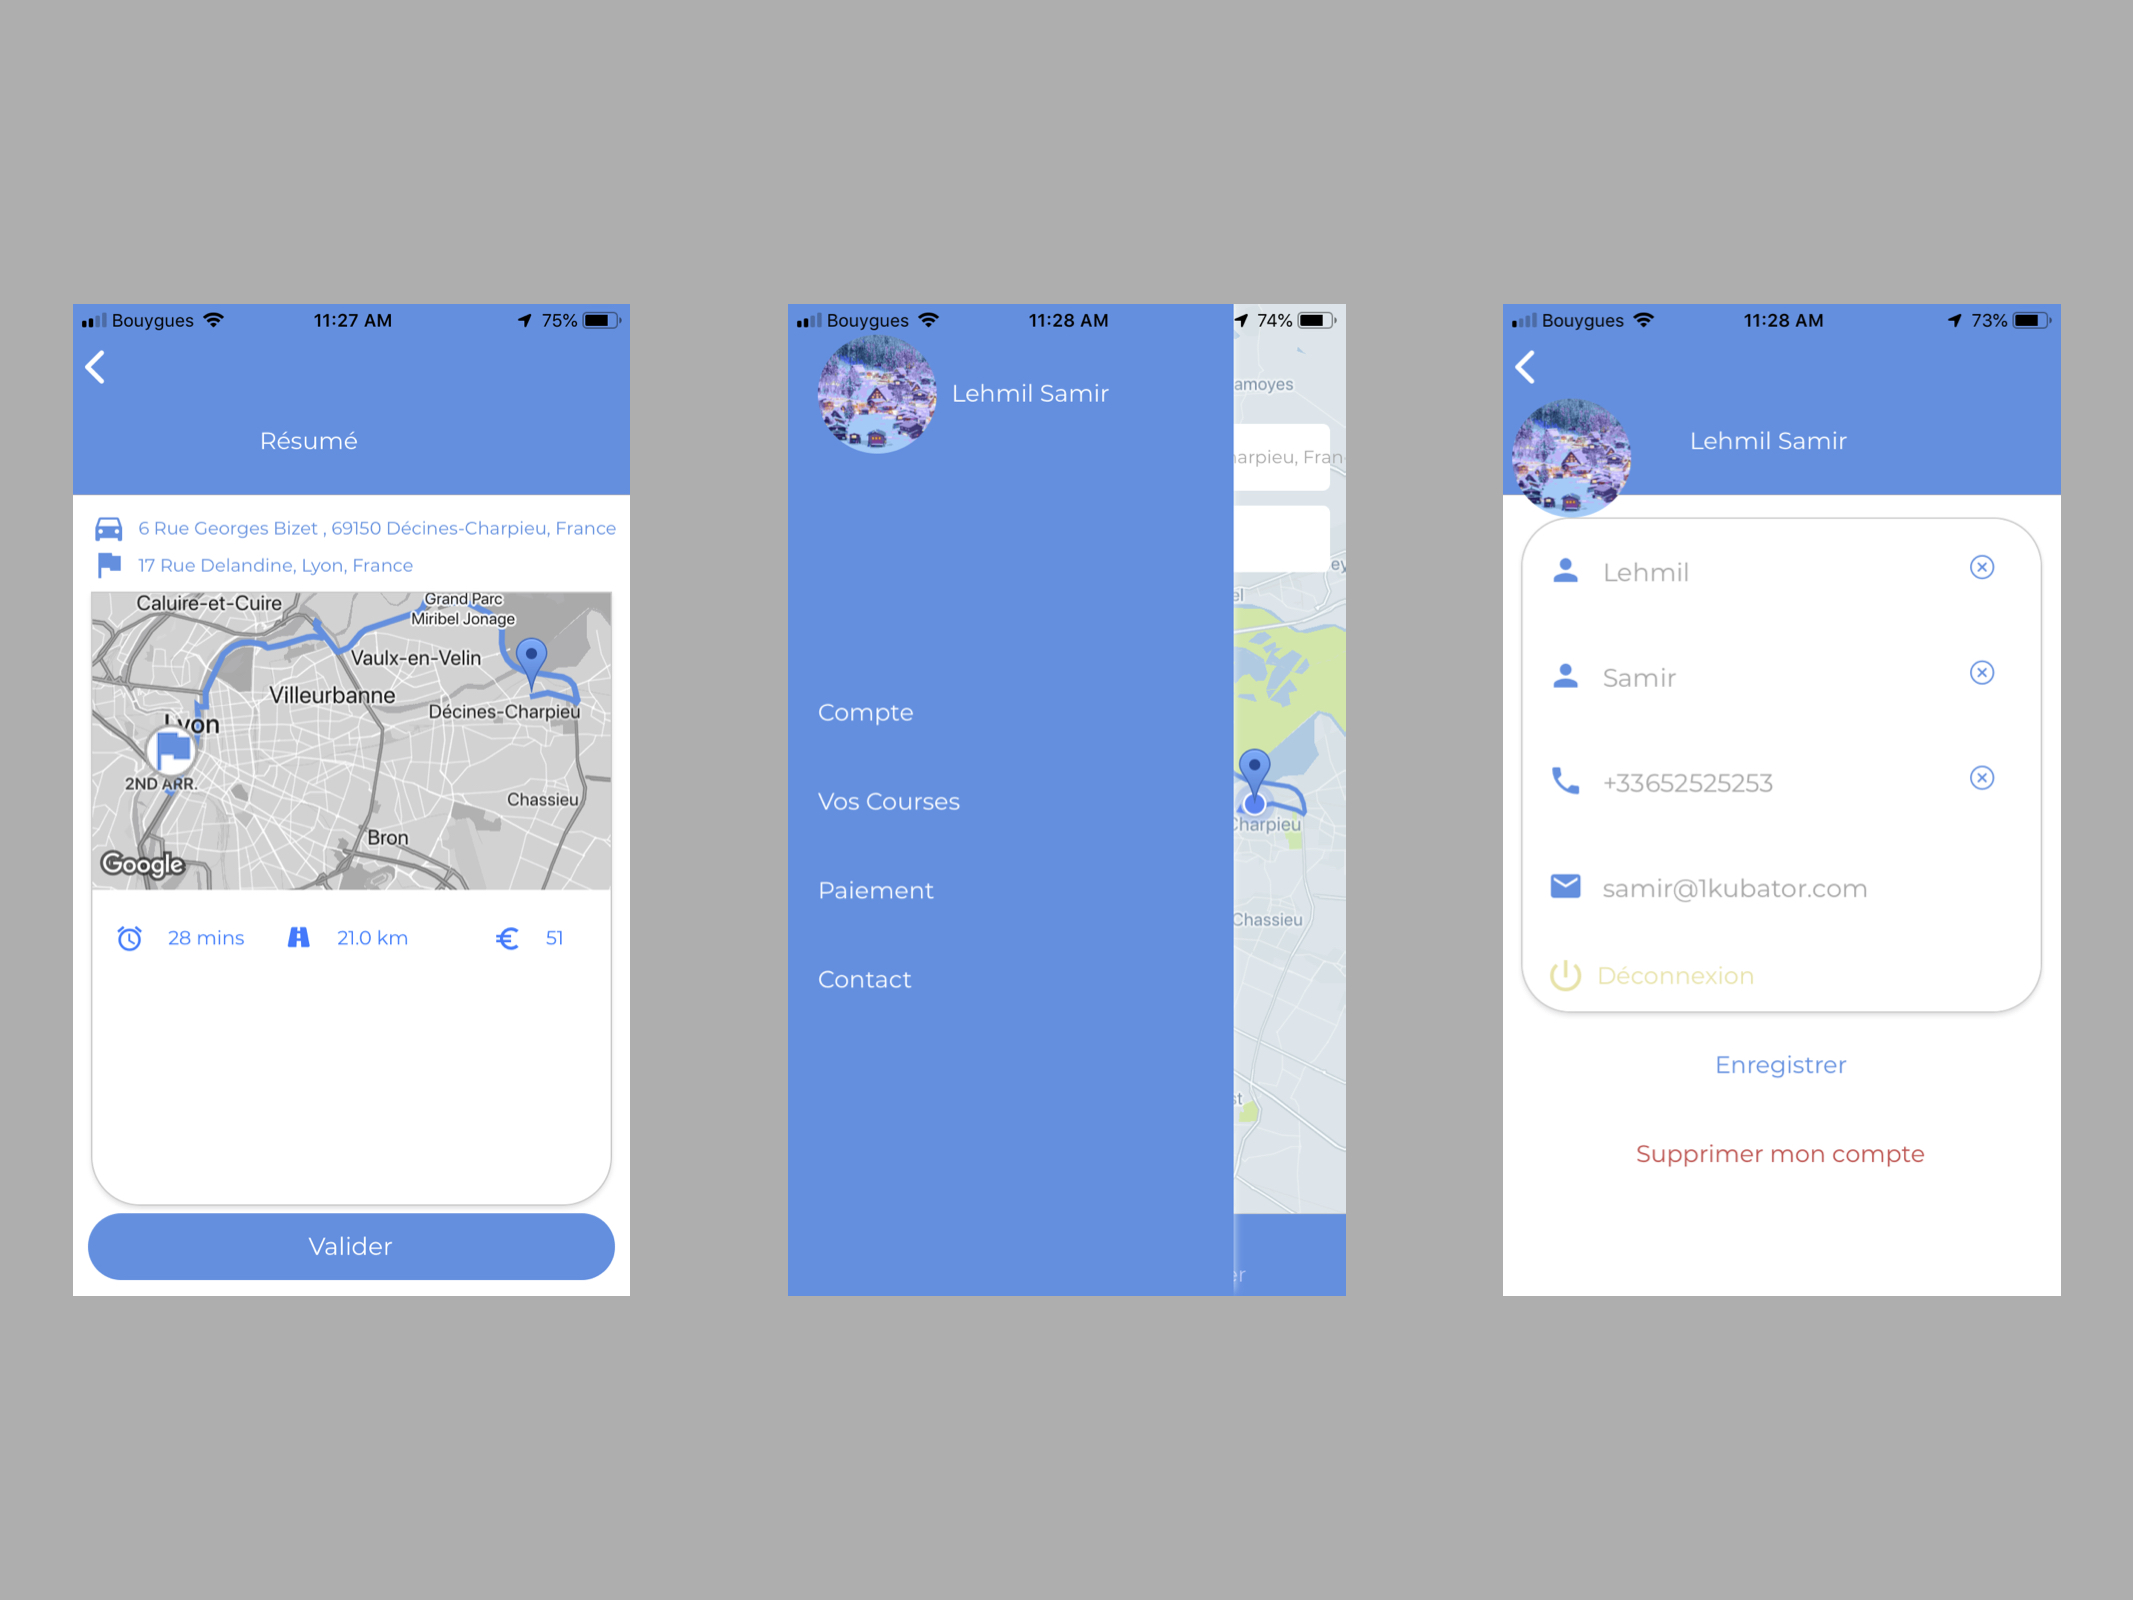 Bouygues 11:27 AM 75%
Résumé
6 Rue Georges Bizet , 69150 Décines-Charpieu, France
17 Rue Delandine, Lyon, France
Caluire-et-Cuire
Grand Parc
Miribel Jonage
Vaulx-en-Velin
Villeurbanne
Décines-Charpieu
Lyon
2ND ARR.
Chassieu
Bron
Google
28 mins 21.0 km € 51
Valider
Bouygues 11:28 AM 74%
Lehmil Samir
amoyes
harpieu, Fran
ey
el
Compte
Vos Courses
Charpieu
Paiement
Chassieu
Contact
st
er
Bouygues 11:28 AM 73%
Lehmil Samir
Lehmil
Samir
+33652525253
samir@1kubator.com
Déconnexion
Enregistrer
Supprimer mon compte